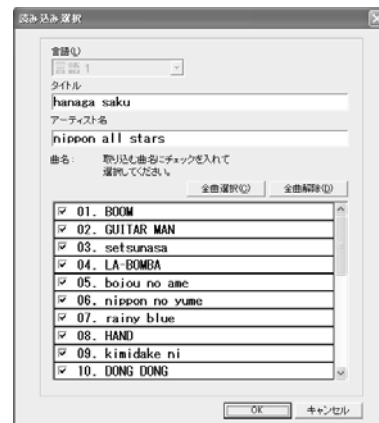 読み込み選択
言語(L)
言語 1
タイトル
hanaga saku
アーティスト名
nippon all stars
曲名: 取り込む曲名にチェックを入れて
選択してください。
全曲選択(C) 全曲解除(D)
01. BOOM
02. GUITAR MAN
03. setsunasa
04. LA-BOMBA
05. bojou no ame
06. nippon no yume
07. rainy blue
08. HAND
09. kimidake ni
10. DONG DONG
OK キャンセル